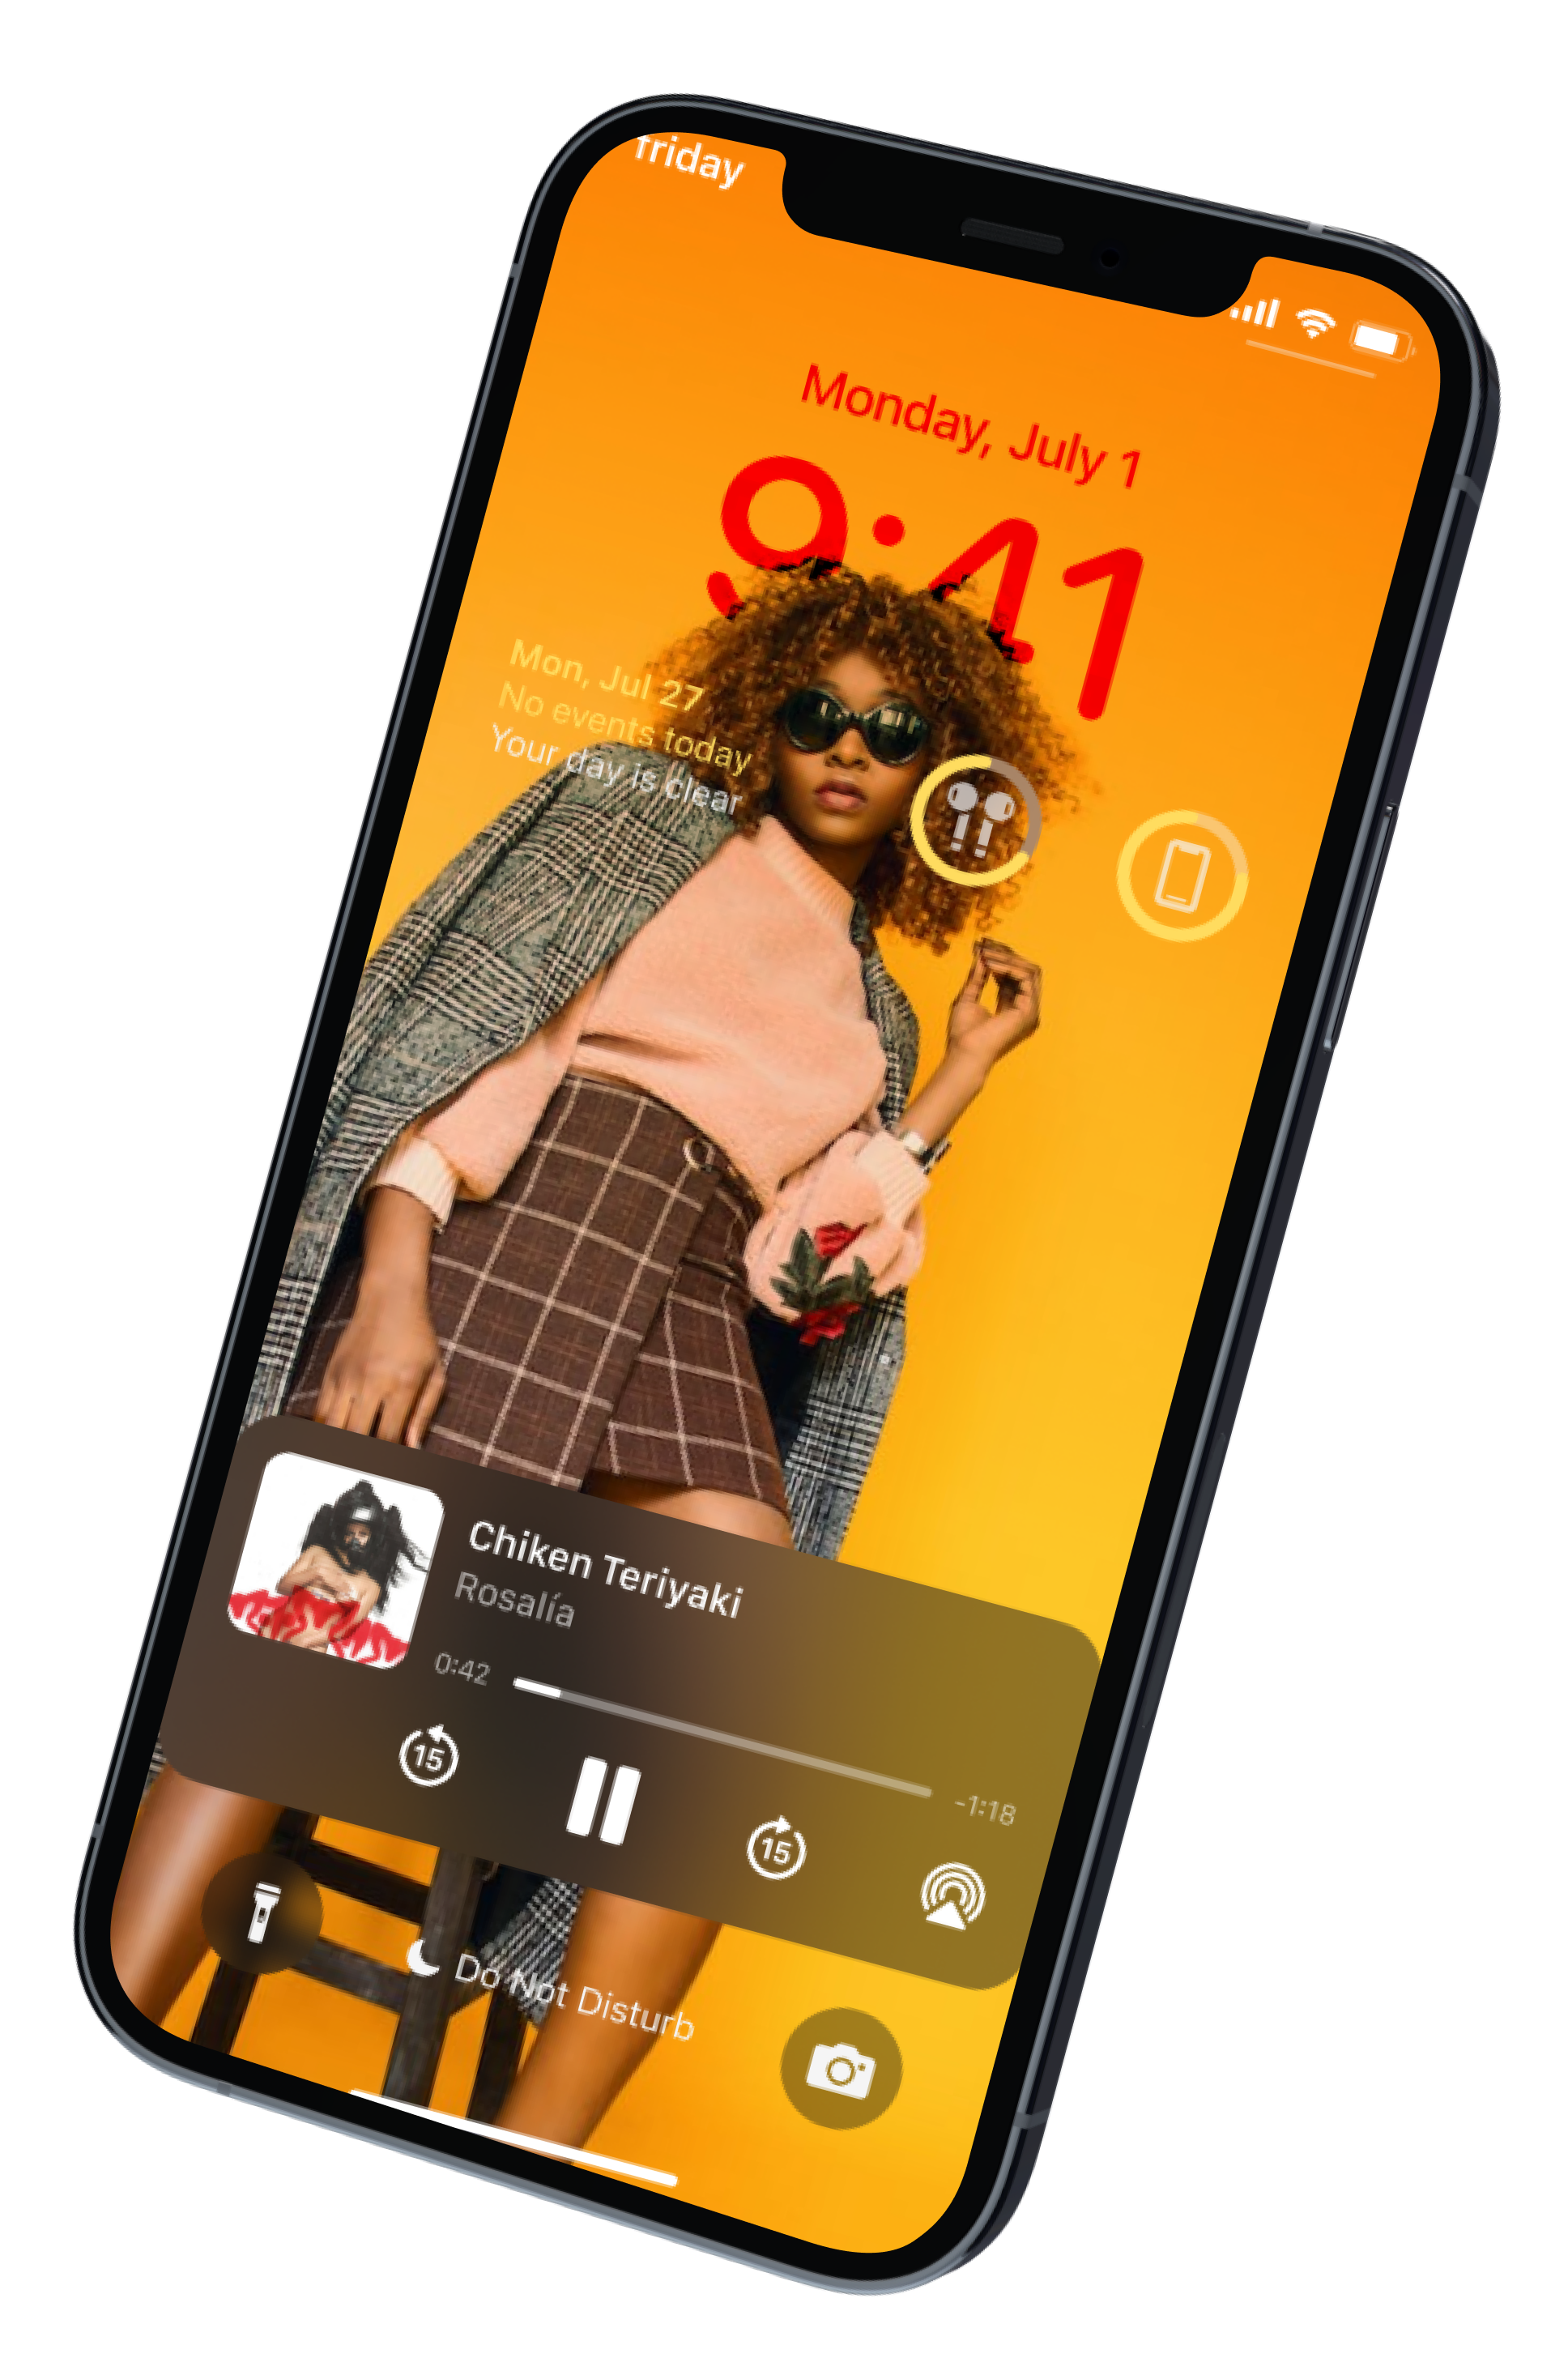 friday
Monday, July 1
9:41
Mon, Jul 27
No events today
Your day is clear
Chiken Teriyaki
Rosalía
0:42
-1:18
15
15
Do Not Disturb